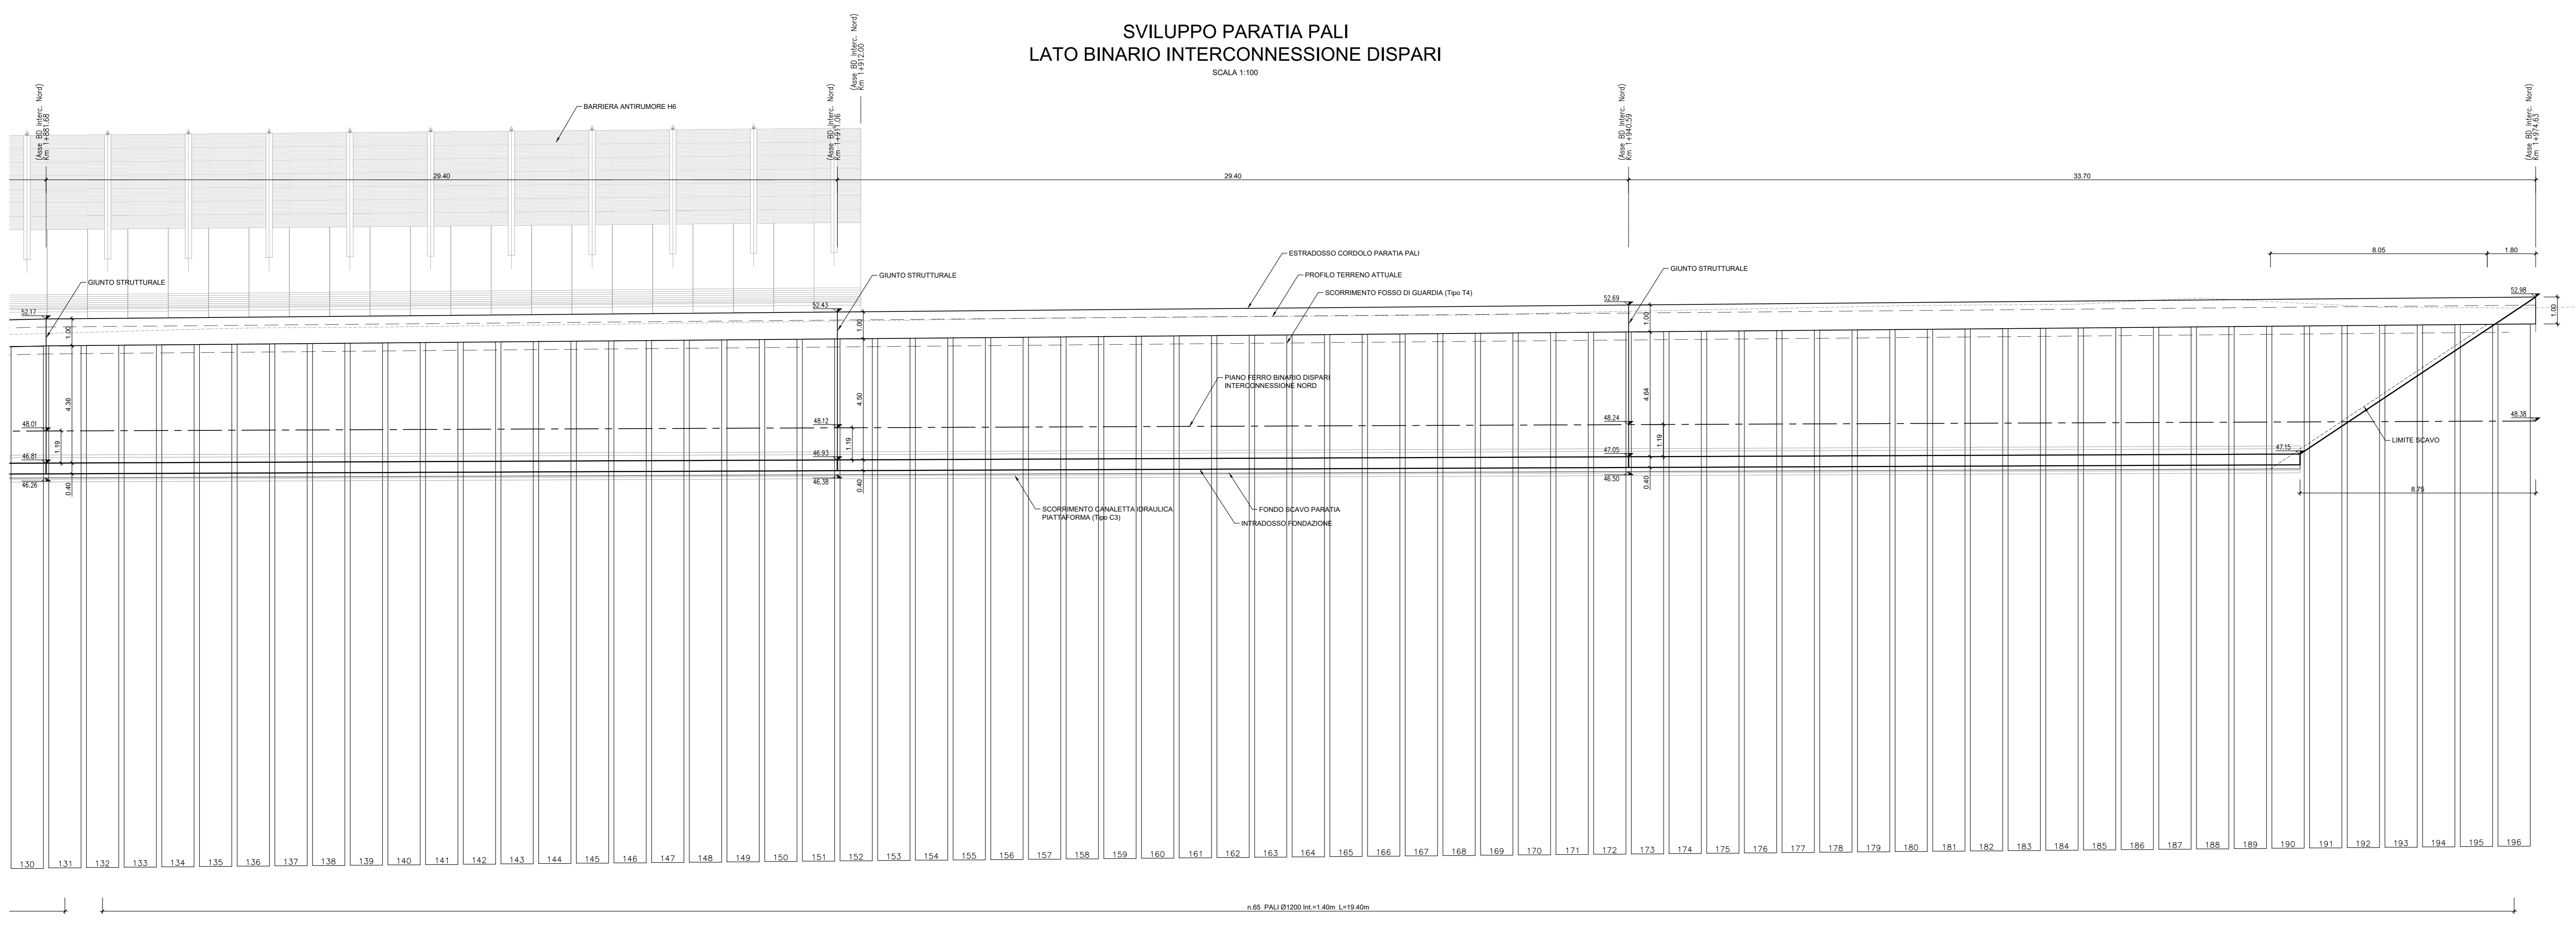 SVILUPPO PARATIA PALI
LATO BINARIO INTERCONNESSIONE DISPARI
SCALA 1:100
(Asse BD Interc. Nord)
Km 1+881.68
(Asse BD Interc. Nord)
Km 1+911.06
(Asse BD Interc. Nord)
Km 1+912.00
(Asse BD Interc. Nord)
Km 1+940.59
(Asse BD Interc. Nord)
Km 1+974.63
BARRIERA ANTIRUMORE H6
29.40
29.40
33.70
8.05
1.80
ESTRADOSSO CORDOLO PARATIA PALI
PROFILO TERRENO ATTUALE
SCORRIMENTO FOSSO DI GUARDIA (Tipo T4)
GIUNTO STRUTTURALE
GIUNTO STRUTTURALE
GIUNTO STRUTTURALE
52.17
52.43
52.69
52.98
1.00
1.00
1.00
1.00
4.36
4.50
4.64
PIANO FERRO BINARIO DISPARI
INTERCONNESSIONE NORD
48.01
48.12
48.24
48.38
1.19
1.19
1.19
LIMITE SCAVO
46.81
46.93
47.05
47.15
46.26
46.38
46.50
0.40
0.40
0.40
8.75
SCORRIMENTO CANALETTA IDRAULICA
PIATTAFORMA (Tipo C3)
FONDO SCAVO PARATIA
INTRADOSSO FONDAZIONE
130 131 132 133 134 135 136 137 138 139 140 141 142 143 144 145 146 147 148 149 150 151 152 153 154 155 156 157 158 159 160 161 162 163 164 165 166 167 168 169 170 171 172 173 174 175 176 177 178 179 180 181 182 183 184 185 186 187 188 189 190 191 192 193 194 195 196
n.65 PALI Ø1200 Int.=1.40m L=19.40m